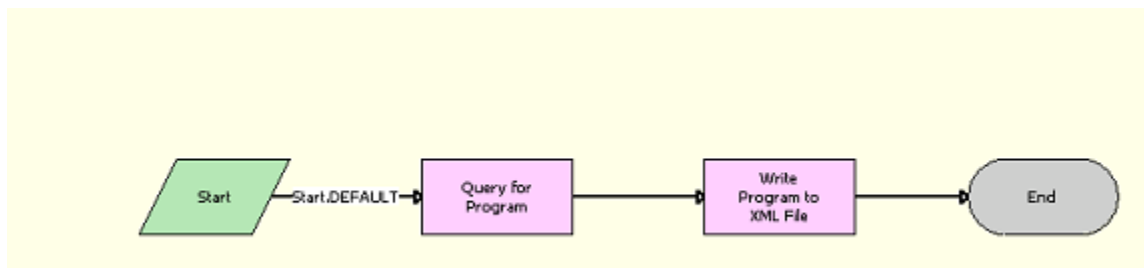 Start
Start.DEFAULT
Query for
Program
Write
Program to
XML File
End